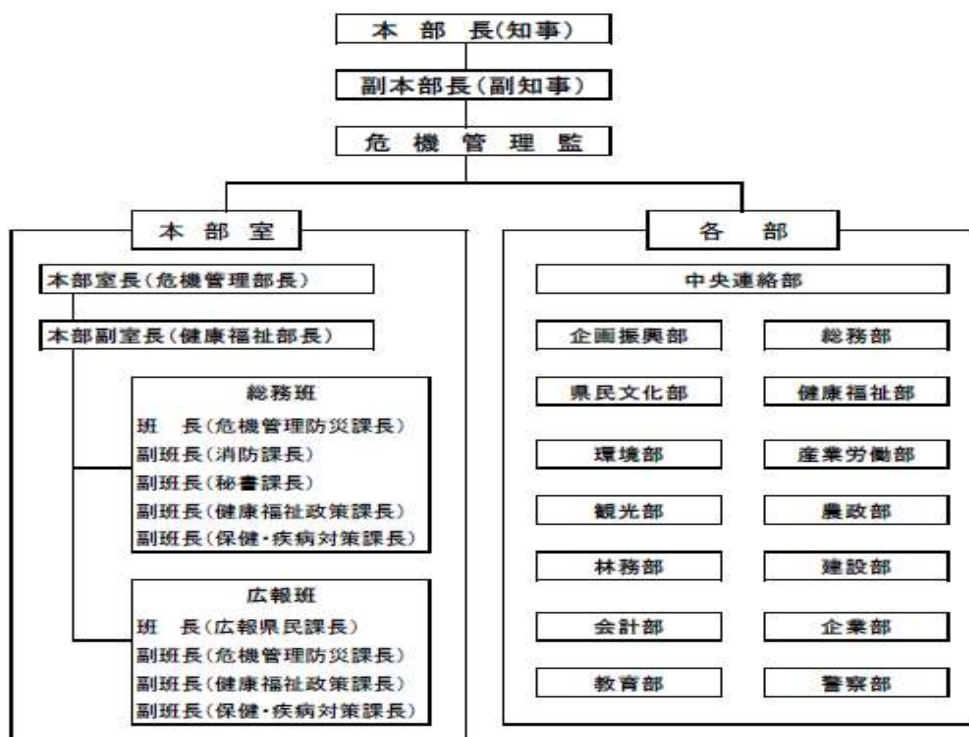 本部長(知事)
副本部長(副知事)
危機管理監
本部室
本部室長(危機管理部長)
本部副室長(健康福祉部長)
総務班
班 長(危機管理防災課長)
副班長(消防課長)
副班長(秘書課長)
副班長(健康福祉政策課長)
副班長(保健・疾病対策課長)
広報班
班 長(広報県民課長)
副班長(危機管理防災課長)
副班長(健康福祉政策課長)
副班長(保健・疾病対策課長)
各部
中央連絡部
企画振興部
総務部
県民文化部
健康福祉部
環境部
産業労働部
観光部
農政部
林務部
建設部
会計部
企業部
教育部
警察部